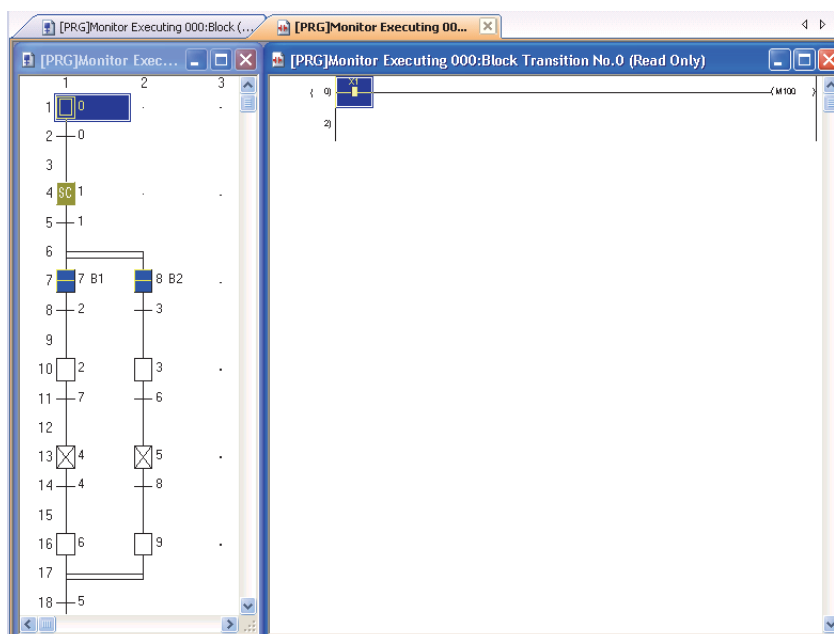 [PRG]Monitor Executing 000:Block (...
[PRG]Monitor Executing 00...
[PRG]Monitor Exec...
1 2 3
1 0
2 0
3
4 SC 1
5 1
6
7 7 B1 8 B2
8 2 3
9
10 2 3
11 7 6
12
13 4 5
14 4 8
15
16 6 9
17
18 5
[PRG]Monitor Executing 000:Block Transition No.0 (Read Only)
X1
( 0) (M100 )
2)